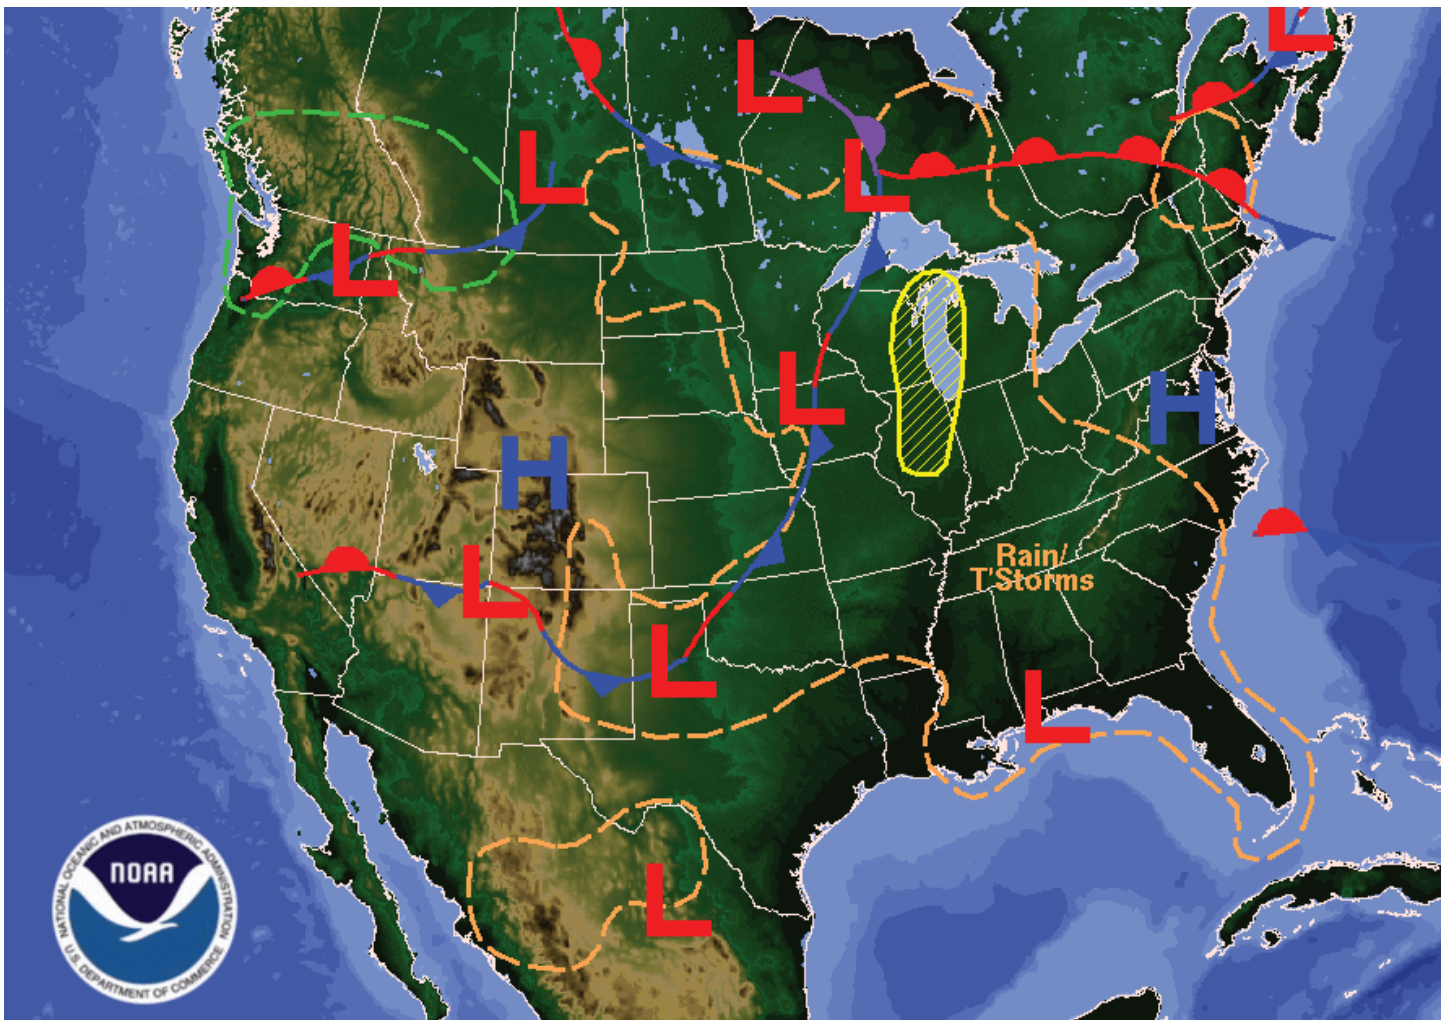 L
L
L
L
L
L
H
L
H
Rain/
T'Storms
L
L
L
L
NATIONAL OCEANIC AND ATMOSPHERIC ADMINISTRATION
NOAA
U.S. DEPARTMENT OF COMMERCE